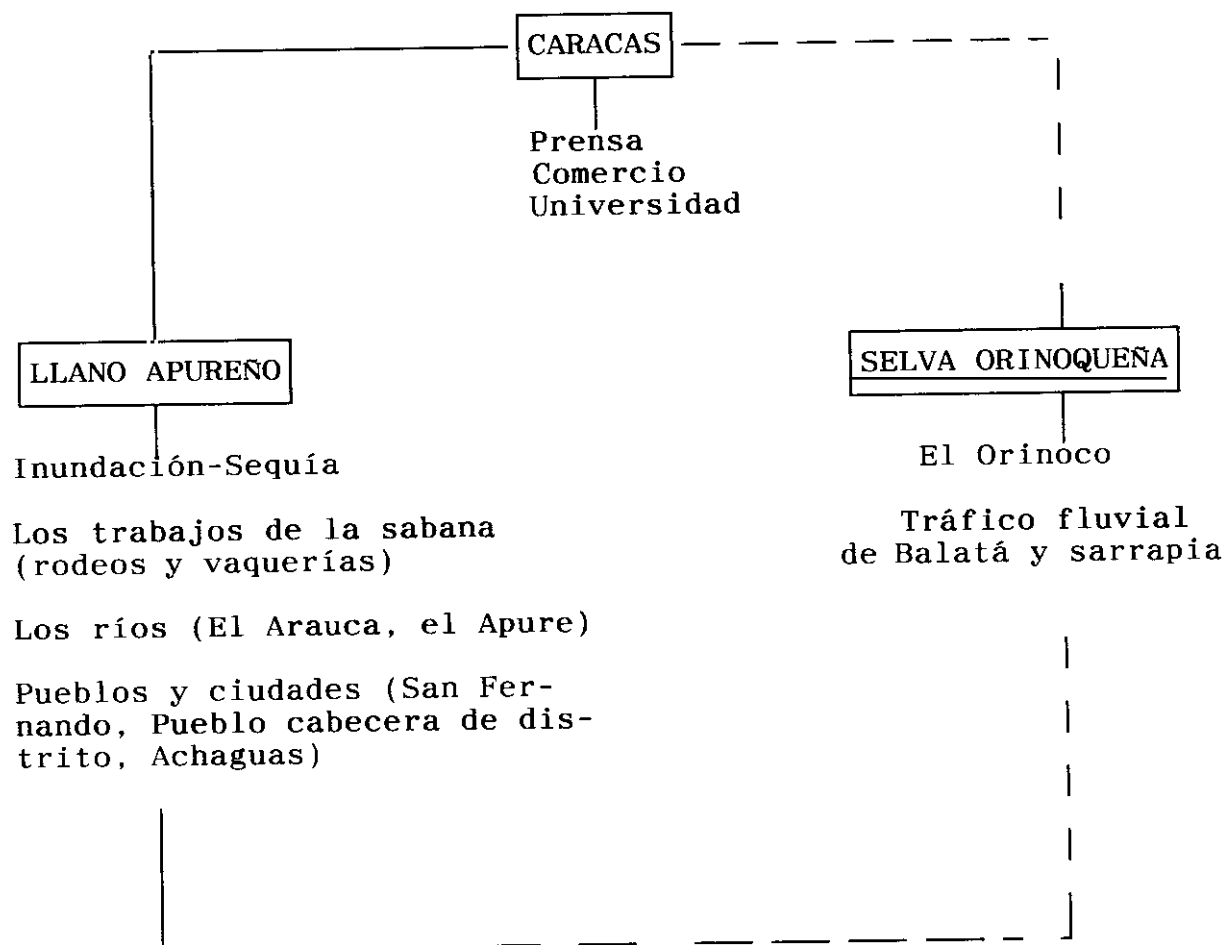 CARACAS
Prensa
Comercio
Universidad
LLANO APUREÑO
Inundación-Sequía
Los trabajos de la sabana
(rodeos y vaquerías)
Los ríos (El Arauca, el Apure)
Pueblos y ciudades (San Fer-
nando, Pueblo cabecera de dis-
trito, Achaguas)
SELVA ORINOQUEÑA
El Orinoco
Tráfico fluvial
de Balatá y sarrapia